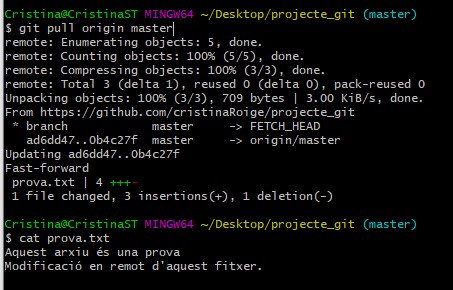 Cristina@CristinaST MINGW64 ~/Desktop/projecte_git (master)
$ git pull origin master
remote: Enumerating objects: 5, done.
remote: Counting objects: 100% (5/5), done.
remote: Compressing objects: 100% (3/3), done.
remote: Total 3 (delta 1), reused 0 (delta 0), pack-reused 0
Unpacking objects: 100% (3/3), 709 bytes | 3.00 KiB/s, done.
From https://github.com/cristinaRoige/projecte_git
 * branch            master     -> FETCH_HEAD
   ad6dd47..0b4c27f  master     -> origin/master
Updating ad6dd47..0b4c27f
Fast-forward
 prova.txt | 4 +++-
 1 file changed, 3 insertions(+), 1 deletion(-)
Cristina@CristinaST MINGW64 ~/Desktop/projecte_git (master)
$ cat prova.txt
Aquest arxiu és una prova
Modificació en remot d'aquest fitxer.